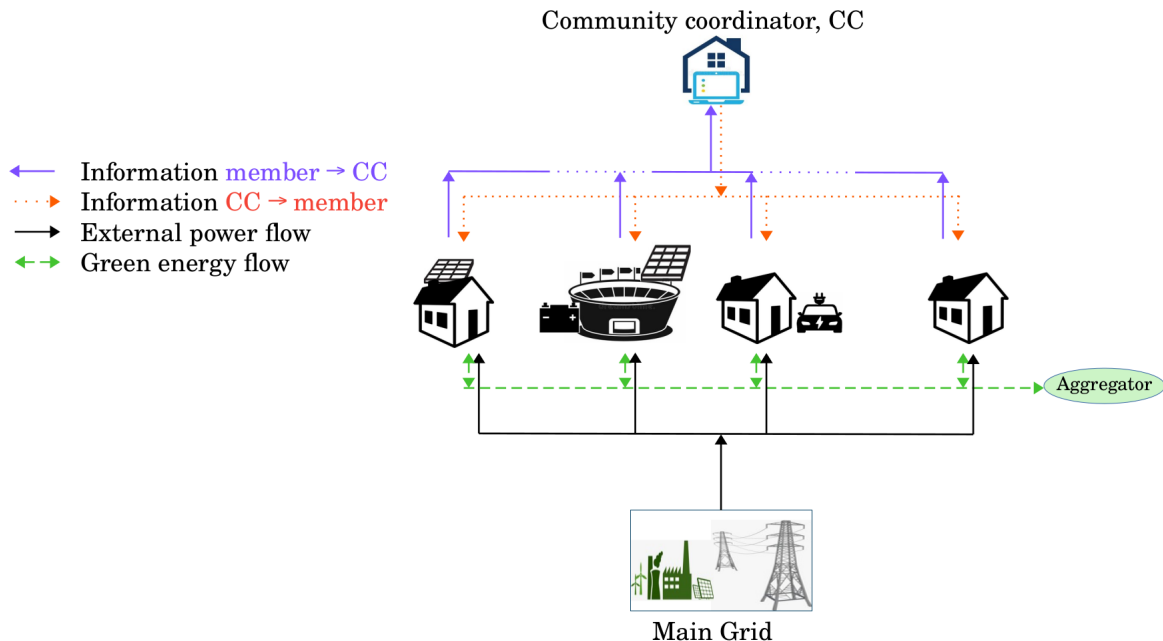 Community coordinator, CC
Information member → CC
Information CC → member
External power flow
Green energy flow
Aggregator
Main Grid